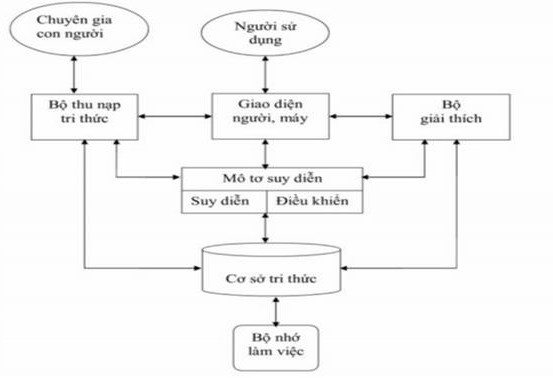 Chuyên gia
con người
Người sử
dụng
Bộ thu nạp
tri thức
Giao diện
người, máy
Bộ
giải thích
Mô tơ suy diễn
Suy diễn
Điều khiển
Cơ sở tri thức
Bộ nhớ
làm việc